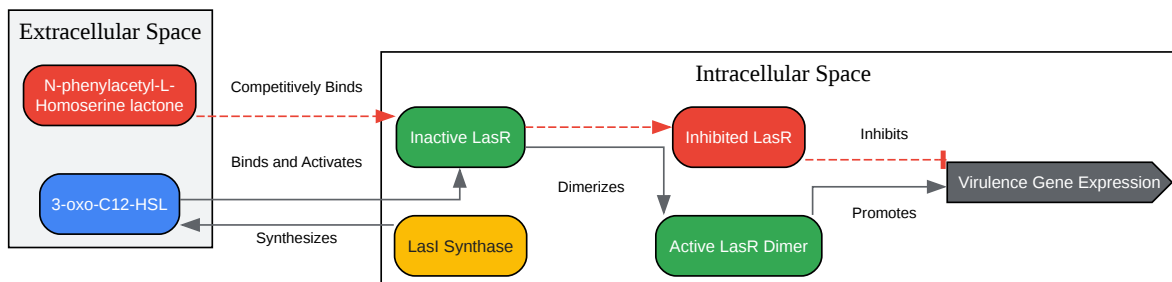 Extracellular Space
N-phenylacetyl-L-
Homoserine lactone
3-oxo-C12-HSL
Competitively Binds
Binds and Activates
Synthesizes
Intracellular Space
Inactive LasR
LasI Synthase
Dimerizes
Inhibited LasR
Active LasR Dimer
Inhibits
Promotes
Virulence Gene Expression